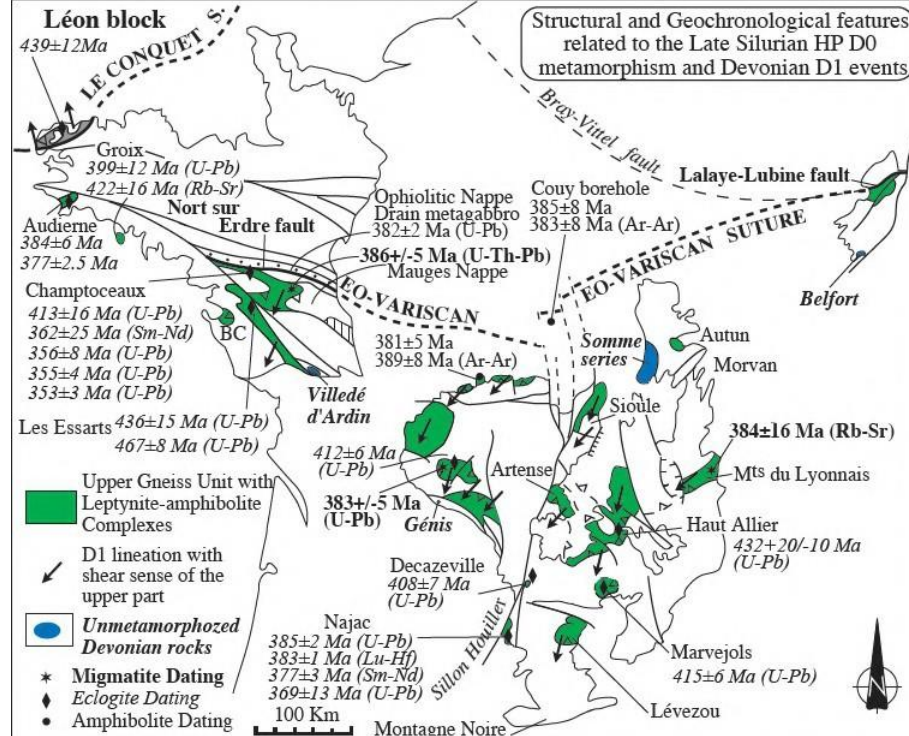 Léon block
439±12Ma
LE CONQUET S.
Structural and Geochronological features
related to the Late Silurian HP D0
metamorphism and Devonian D1 events
Bray-Vittel fault
Groix
399±12 Ma (U-Pb)
422±16 Ma (Rb-Sr)
Nort sur
Erdre fault
Audierne
384±6 Ma
377±2.5 Ma
Ophiolitic Nappe
Drain metagabbro
382±2 Ma (U-Pb)
386+/-5 Ma (U-Th-Pb)
Mauges Nappe
Couy borehole
385±8 Ma
383±8 Ma (Ar-Ar)
Lalaye-Lubine fault
EO-VARISCAN
EO-VARISCAN SUTURE
Belfort
Champtoceaux
413±16 Ma (U-Pb)
362±25 Ma (Sm-Nd)
356±8 Ma (U-Pb)
355±4 Ma (U-Pb)
353±3 Ma (U-Pb)
BC
Villedé
d'Ardin
381±5 Ma
389±8 Ma (Ar-Ar)
Somme
series
Autun
Morvan
Les Essarts 436±15 Ma (U-Pb)
467±8 Ma (U-Pb)
Sioule
384±16 Ma (Rb-Sr)
412±6 Ma
(U-Pb)
Artense
Mts du Lyonnais
383+/-5 Ma
(U-Pb)
Génis
Haut Allier
432+20/-10 Ma
(U-Pb)
Decazeville
408±7 Ma
(U-Pb)
Sillon Houiller
Najac
385±2 Ma (U-Pb)
383±1 Ma (Lu-Hf)
377±3 Ma (Sm-Nd)
369±13 Ma (U-Pb)
Marvejols
415±6 Ma (U-Pb)
Lévezou
Montagne Noire
Upper Gneiss Unit with
Leptynite-amphibolite
Complexes
D1 lineation with
shear sense of the
upper part
Unmetamorphozed
Devonian rocks
Migmatite Dating
Eclogite Dating
Amphibolite Dating
100 Km
N